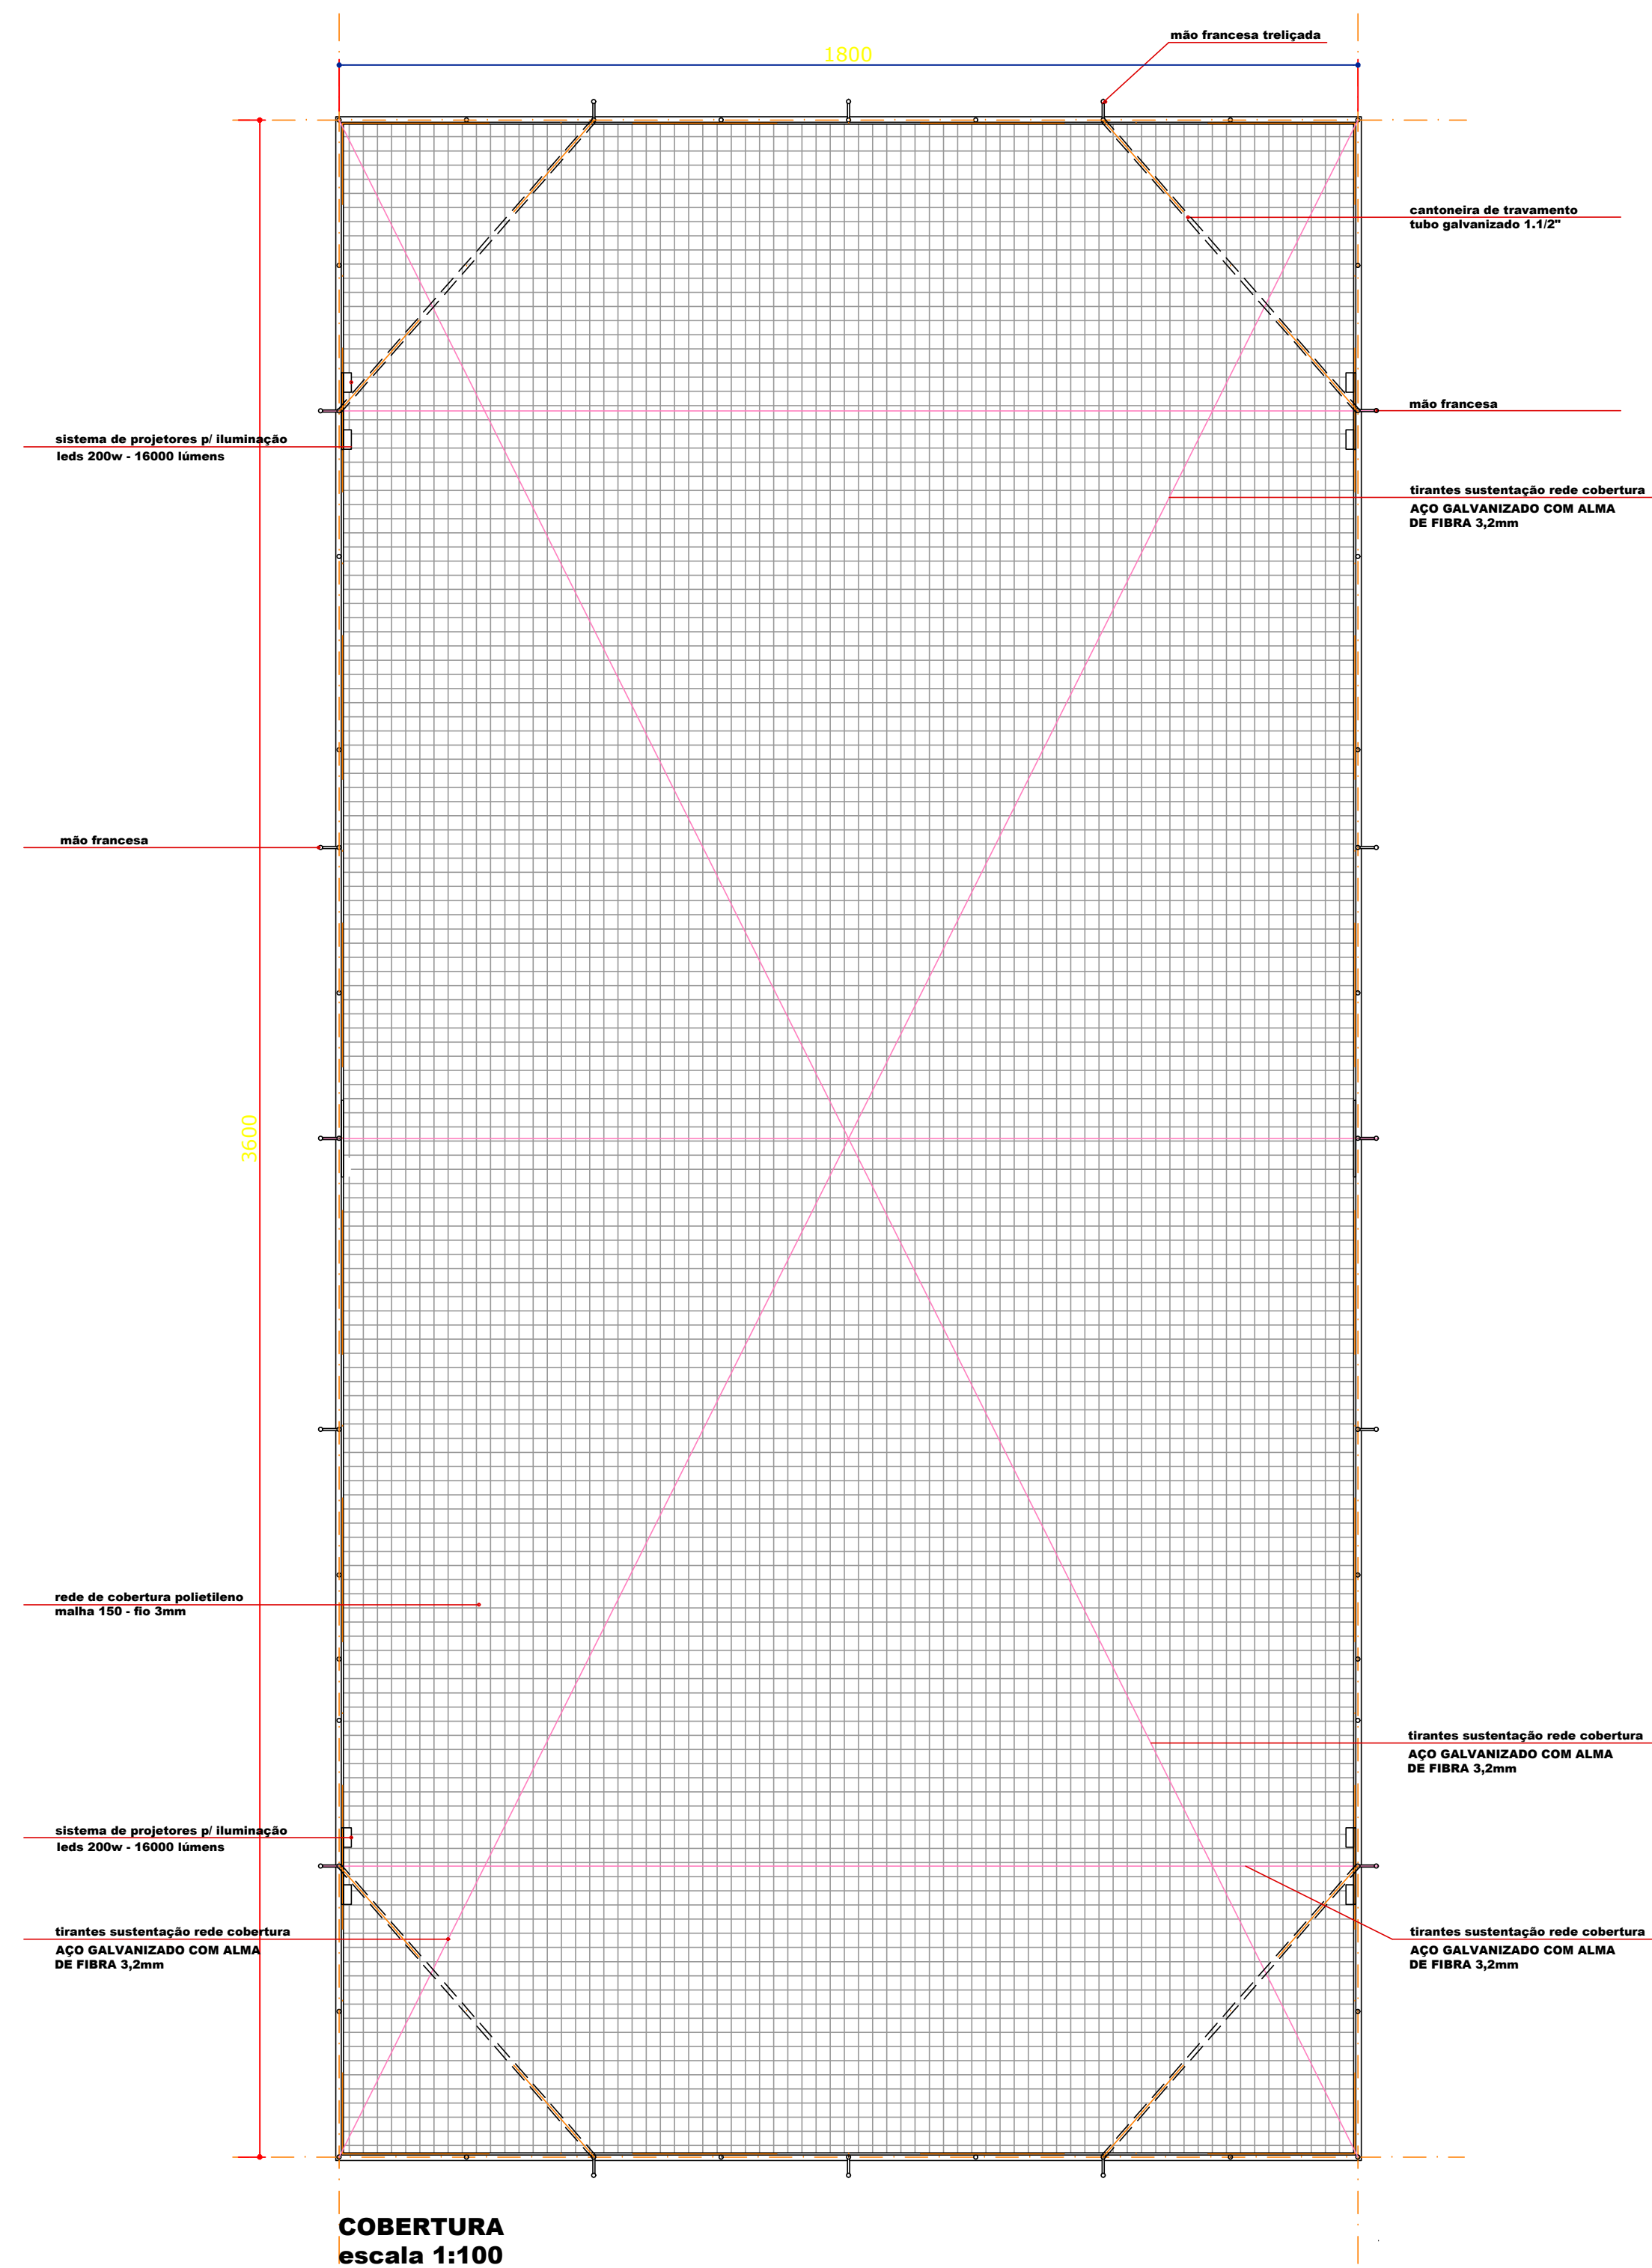 mão francesa treliçada
1800
cantoneira de travamento
tubo galvanizado 1.1/2"
mão francesa
sistema de projetores p/ iluminação
leds 200w - 16000 lúmens
tirantes sustentação rede cobertura
AÇO GALVANIZADO COM ALMA
DE FIBRA 3,2mm
mão francesa
3600
rede de cobertura polietileno
malha 150 - fio 3mm
tirantes sustentação rede cobertura
AÇO GALVANIZADO COM ALMA
DE FIBRA 3,2mm
sistema de projetores p/ iluminação
leds 200w - 16000 lúmens
tirantes sustentação rede cobertura
AÇO GALVANIZADO COM ALMA
DE FIBRA 3,2mm
tirantes sustentação rede cobertura
AÇO GALVANIZADO COM ALMA
DE FIBRA 3,2mm
COBERTURA
escala 1:100